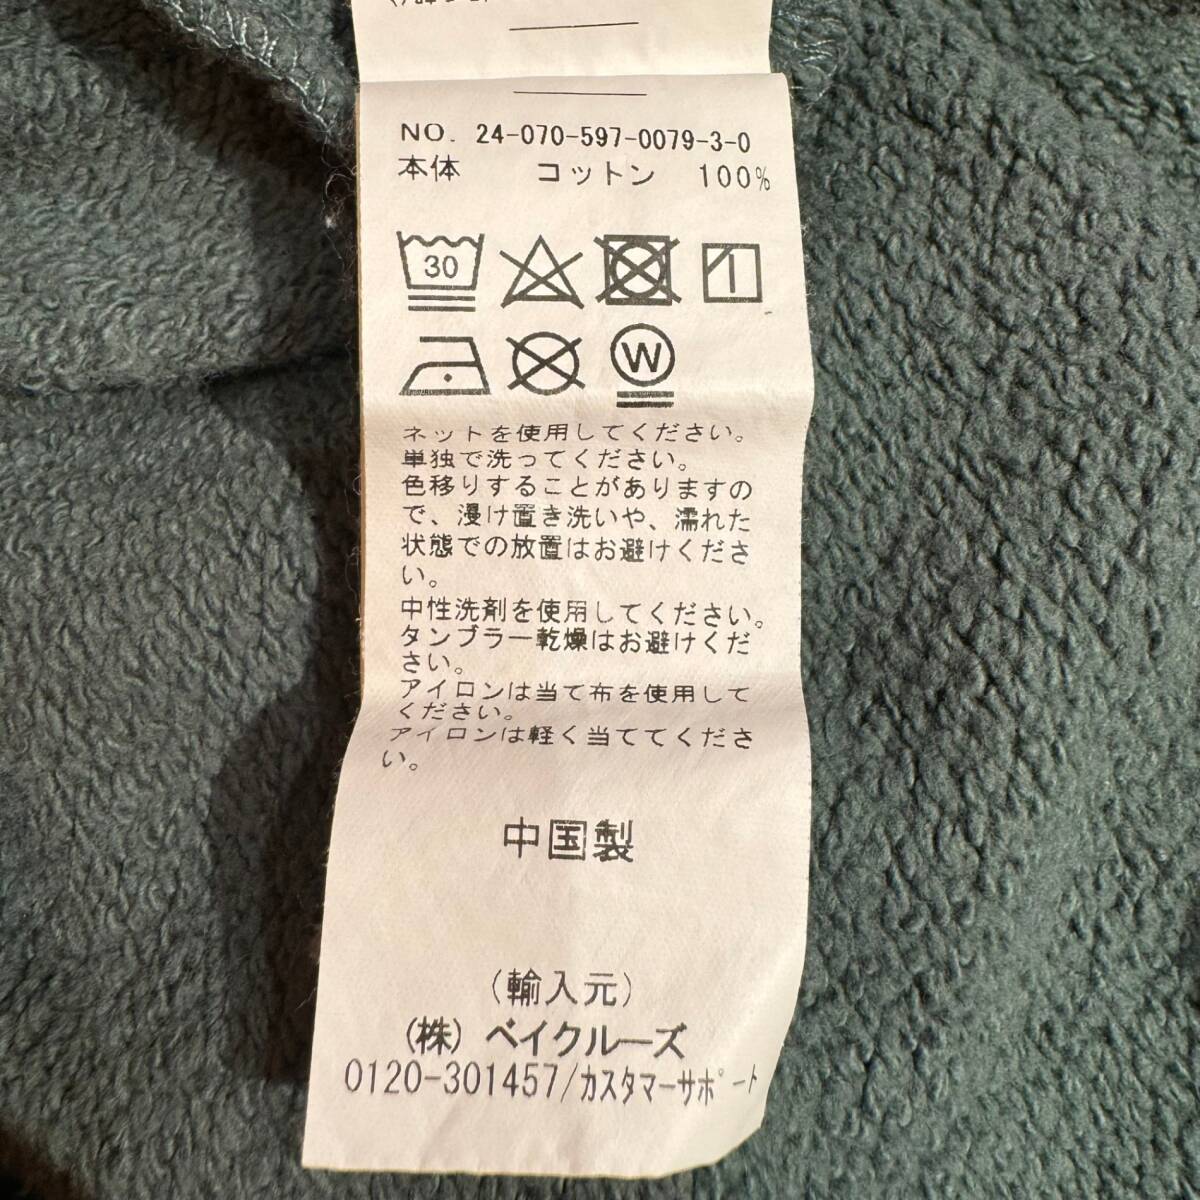 NO. 24-070-597-0079-3-0
本体 コットン 100%
30
W
ネットを使用してください。
単独で洗ってください。
色移りすることがありますの
で、浸け置き洗いや、濡れた
状態での放置はお避けくださ
い。
中性洗剤を使用してください。
タンブラー乾燥はお避けくだ
さい。
アイロンは当て布を使用して
ください。
アイロンは軽く当ててくださ
い。
中国製
(輸入元)
(株)ベイクルーズ
0120-301457/カスタマーサポート